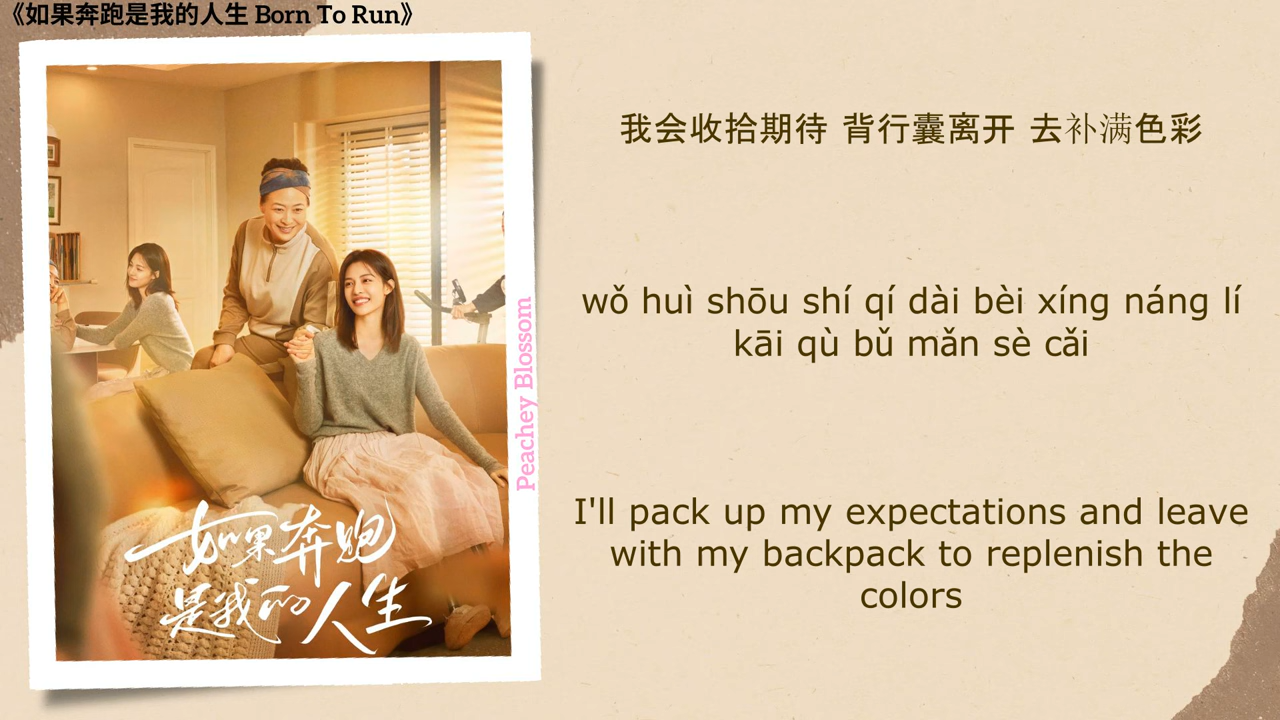 《如果奔跑是我的人生 Born To Run》
如果奔跑
是我的人生
Peachey Blossom
我会收拾期待 背行囊离开 去补满色彩
wǒ huì shōu shí qí dài bèi xíng náng lí
kāi qù bǔ mǎn sè cǎi
I'll pack up my expectations and leave
with my backpack to replenish the
colors